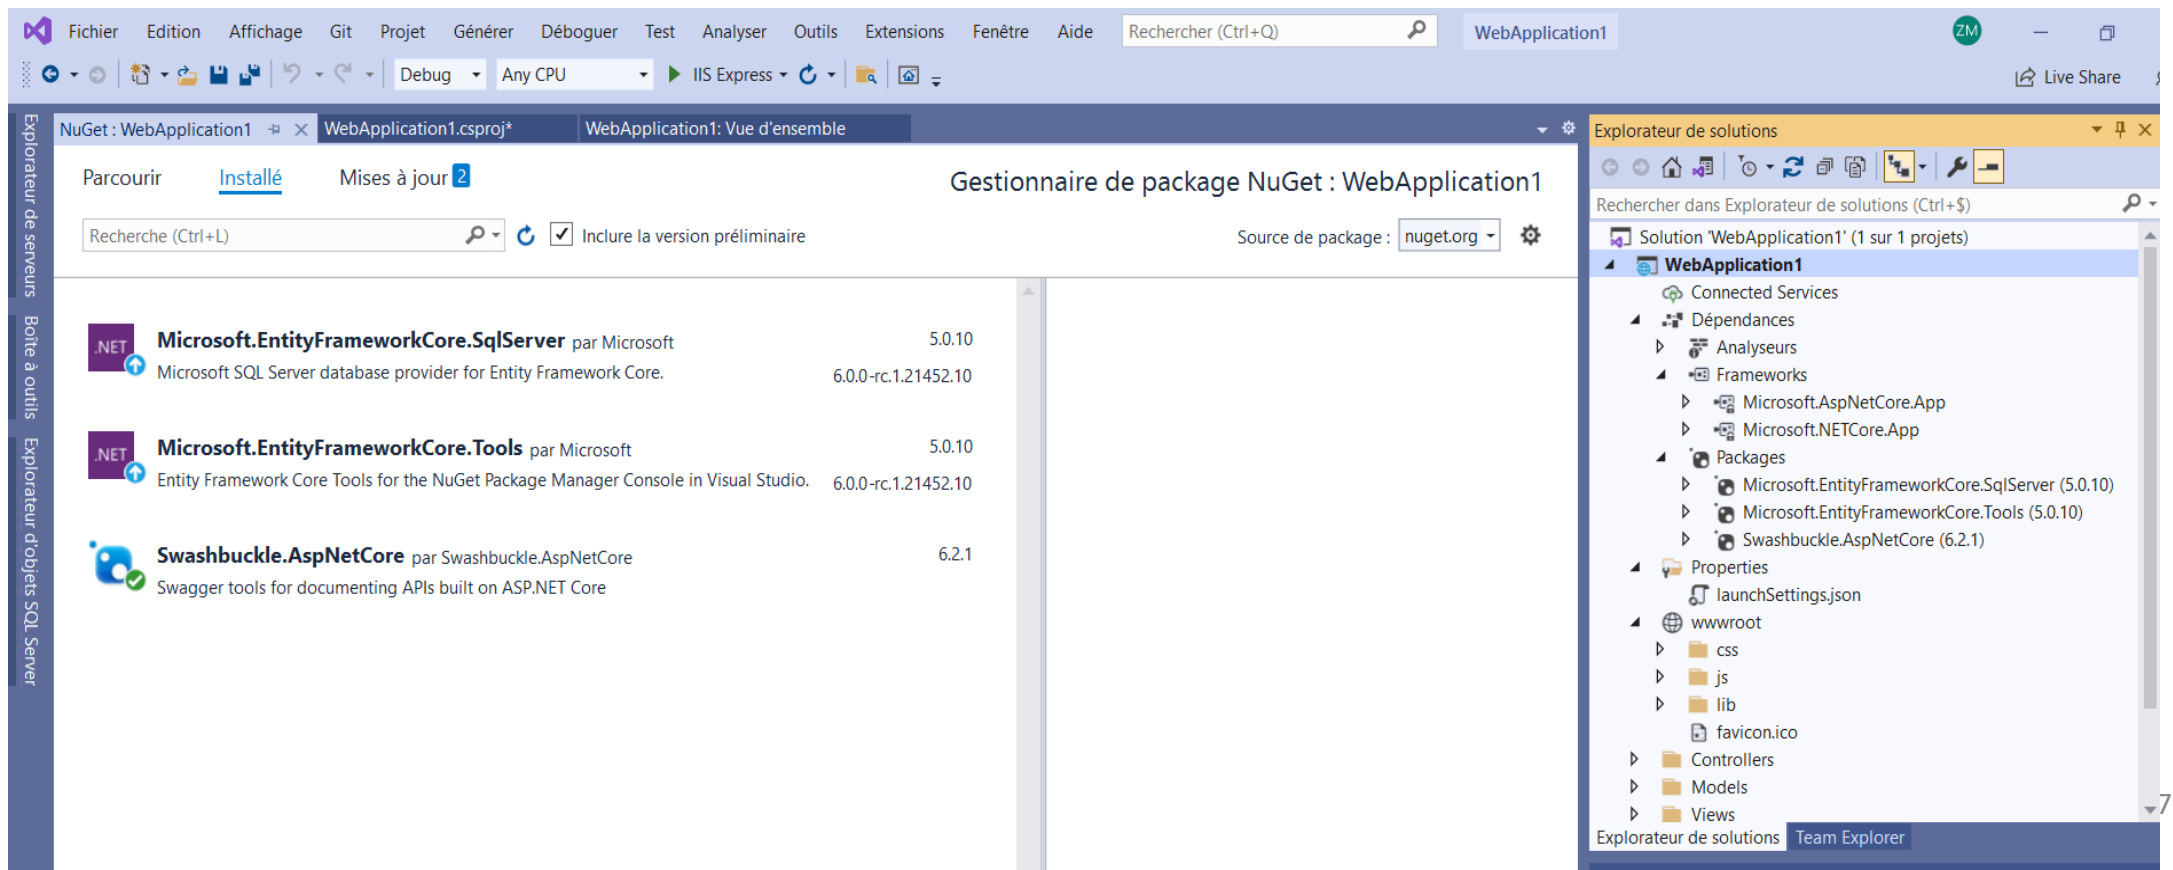 Fichier Edition Affichage Git Projet Générer Déboguer Test Analyser Outils Extensions Fenêtre Aide Rechercher (Ctrl+Q) WebApplication1 ZM
Debug Any CPU IIS Express Live Share
NuGet : WebApplication1 WebApplication1.csproj* WebApplication1: Vue d'ensemble
Explorateur de serveurs
Boîte à outils
Explorateur d'objets SQL Server
Parcourir Installé Mises à jour 2
Gestionnaire de package NuGet : WebApplication1
Recherche (Ctrl+L) Inclure la version préliminaire Source de package : nuget.org
.NET Microsoft.EntityFrameworkCore.SqlServer par Microsoft 5.0.10
Microsoft SQL Server database provider for Entity Framework Core. 6.0.0-rc.1.21452.10
.NET Microsoft.EntityFrameworkCore.Tools par Microsoft 5.0.10
Entity Framework Core Tools for the NuGet Package Manager Console in Visual Studio. 6.0.0-rc.1.21452.10
Swashbuckle.AspNetCore par Swashbuckle.AspNetCore 6.2.1
Swagger tools for documenting APIs built on ASP.NET Core
Explorateur de solutions
Rechercher dans Explorateur de solutions (Ctrl+$)
Solution 'WebApplication1' (1 sur 1 projets)
WebApplication1
Connected Services
Dépendances
Analyseurs
Frameworks
Microsoft.AspNetCore.App
Microsoft.NETCore.App
Packages
Microsoft.EntityFrameworkCore.SqlServer (5.0.10)
Microsoft.EntityFrameworkCore.Tools (5.0.10)
Swashbuckle.AspNetCore (6.2.1)
Properties
launchSettings.json
wwwroot
css
js
lib
favicon.ico
Controllers
Models
Views
Explorateur de solutions Team Explorer
7